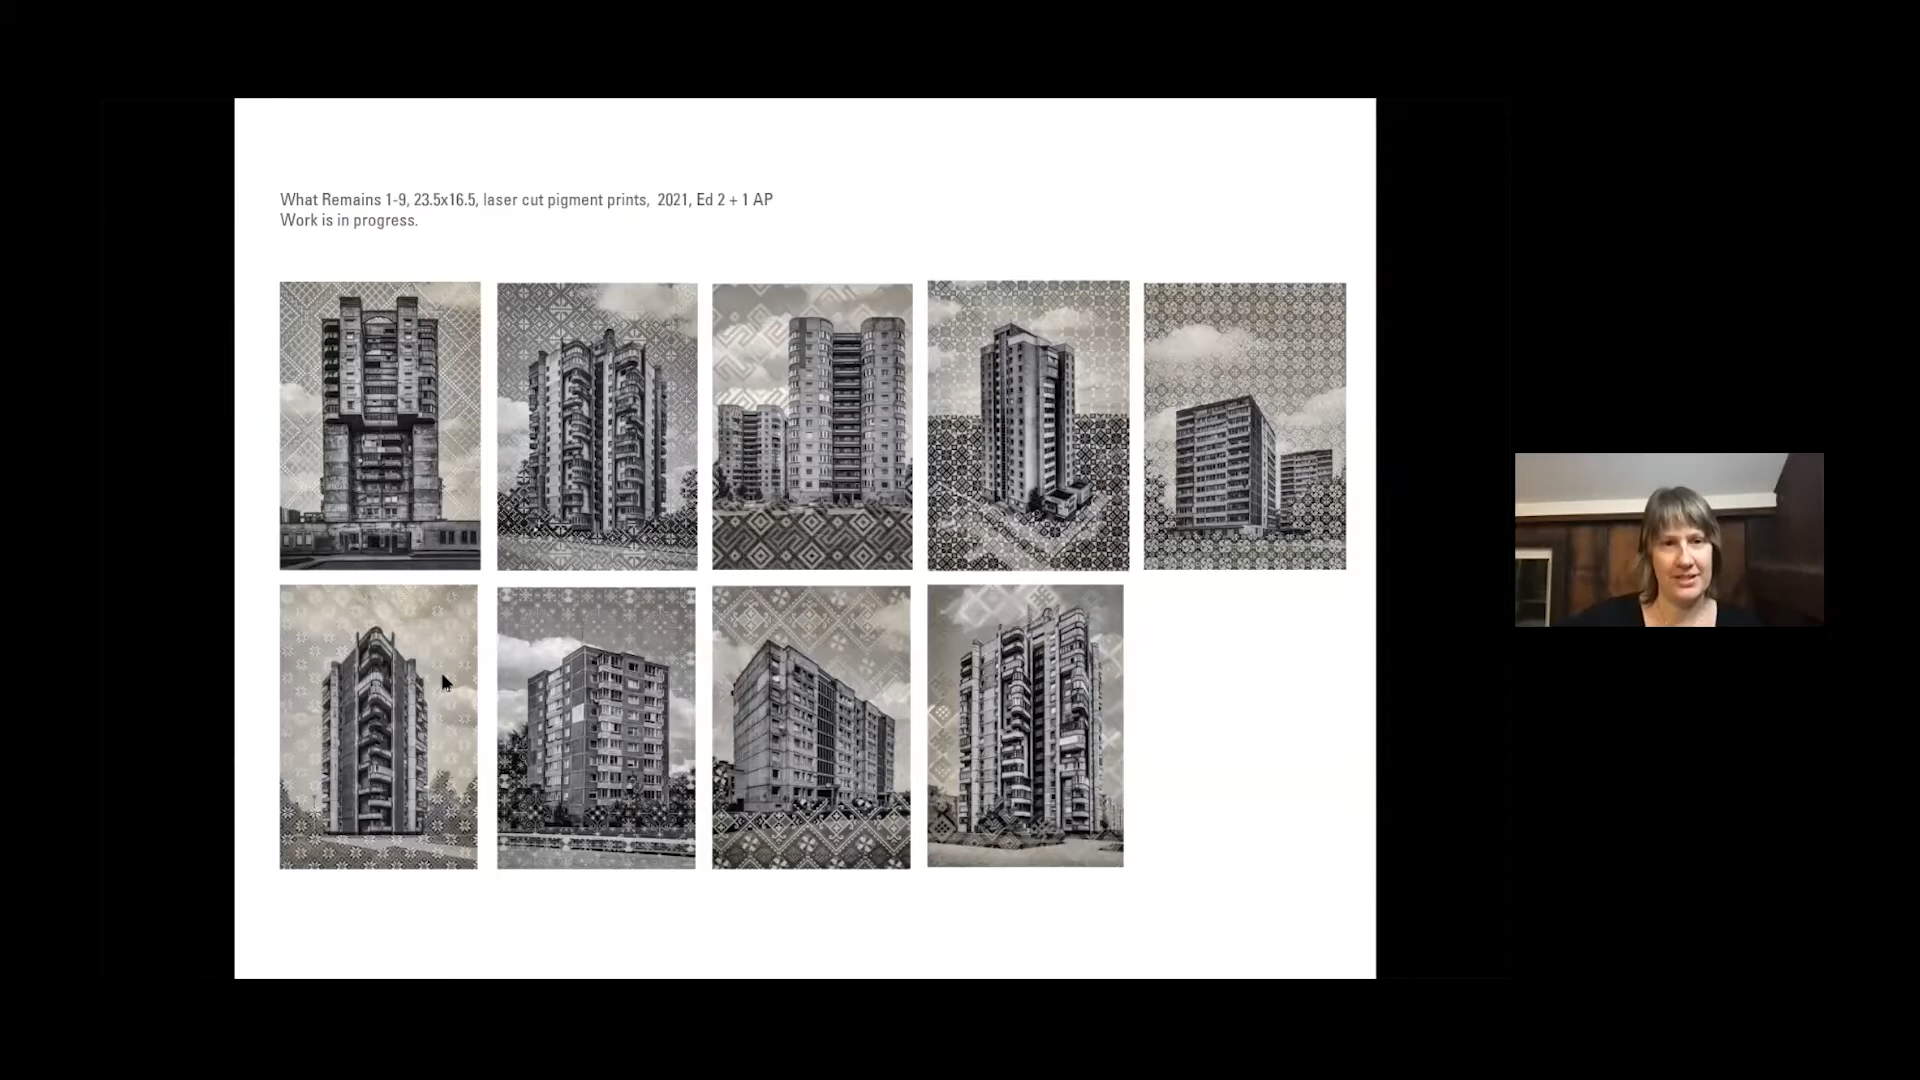 What Remains 1-9, 23.5x16.5, laser cut pigment prints, 2021, Ed 2 + 1 AP
Work is in progress.